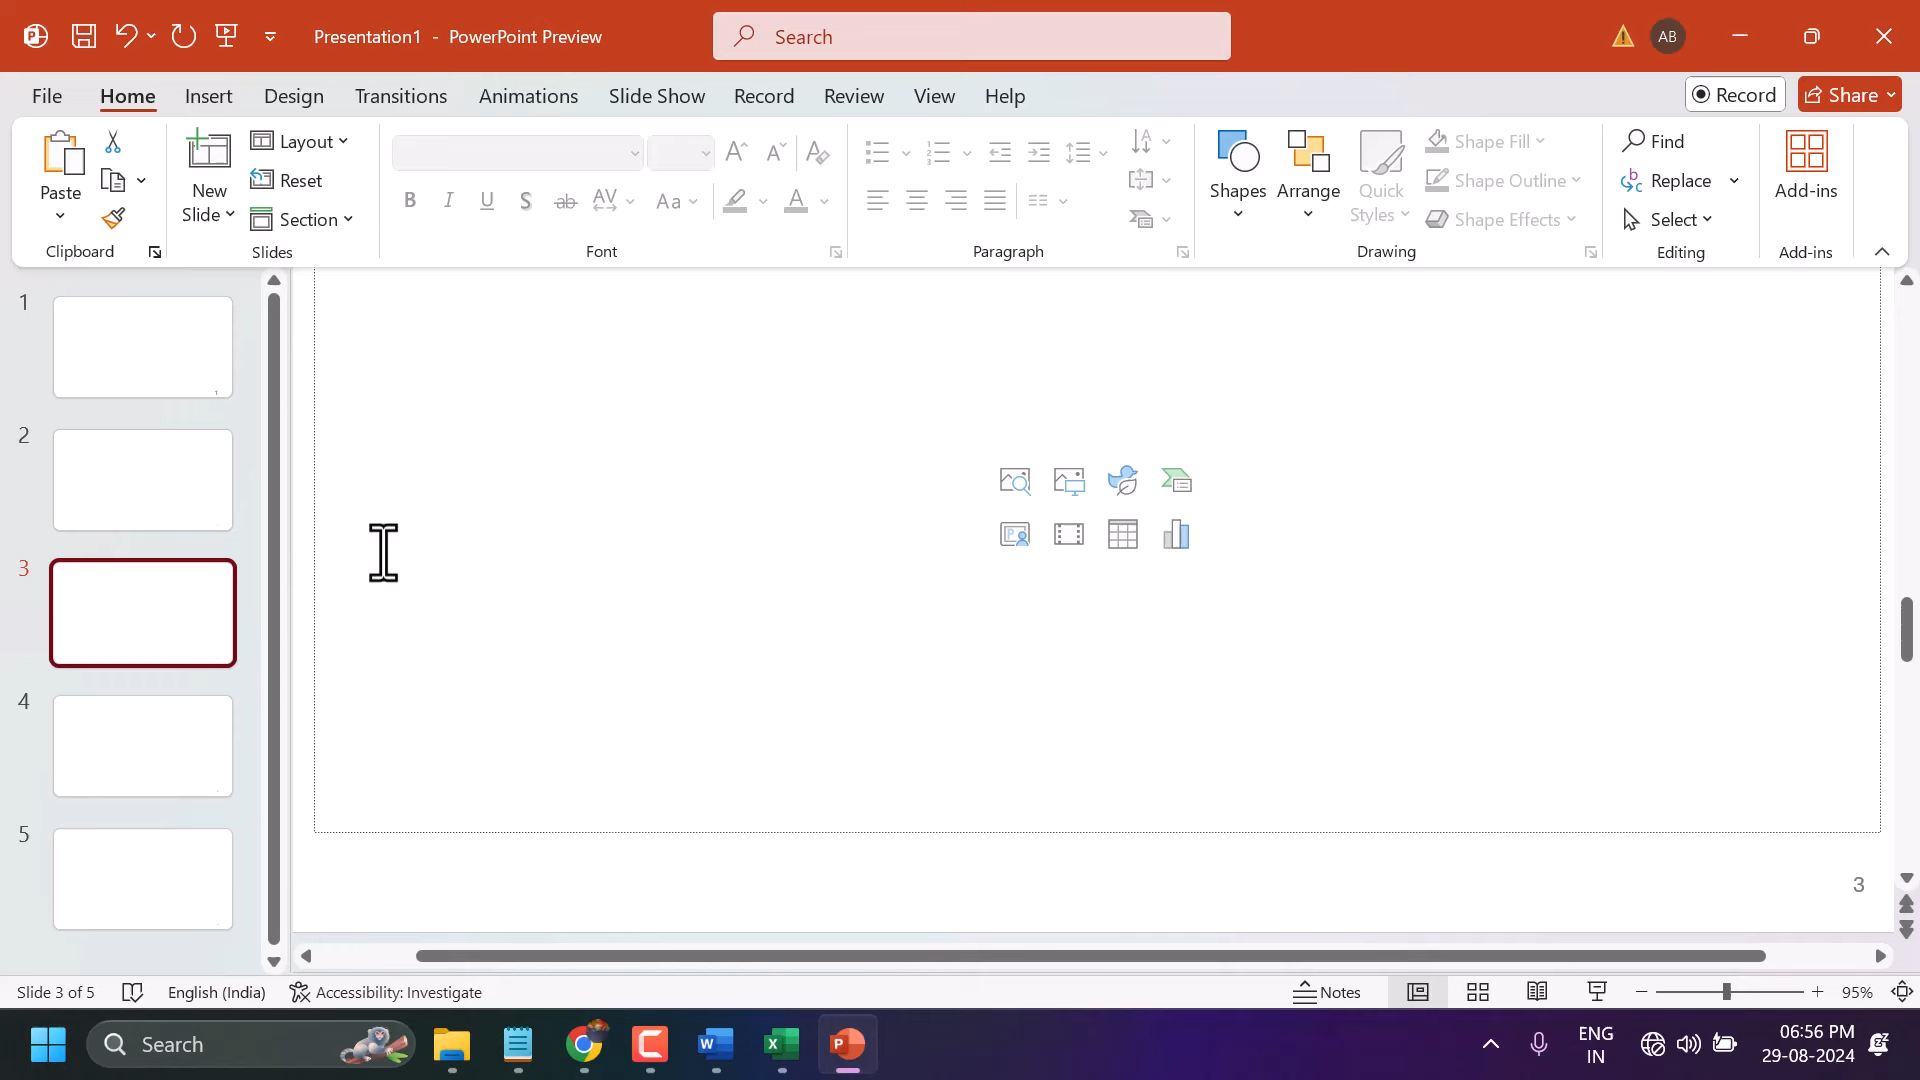 Presentation1 - PowerPoint Preview
Search
AB
File Home Insert Design Transitions Animations Slide Show Record Review View Help
Record
Share
Paste
New
Slide
Layout
Reset
Section
B I U S ab AV Aa A
Shapes
Arrange
Quick
Styles
Shape Fill
Shape Outline
Shape Effects
Find
Replace
Select
Add-ins
Clipboard
Slides
Font
Paragraph
Drawing
Editing
Add-ins
1
2
3
4
5
3
Slide 3 of 5
English (India)
Accessibility: Investigate
Notes
95%
Search
ENG
IN
06:56 PM
29-08-2024